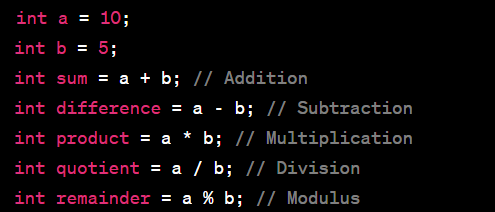 int a = 10;
int b = 5;
int sum = a + b; // Addition
int difference = a - b; // Subtraction
int product = a * b; // Multiplication
int quotient = a / b; // Division
int remainder = a % b; // Modulus